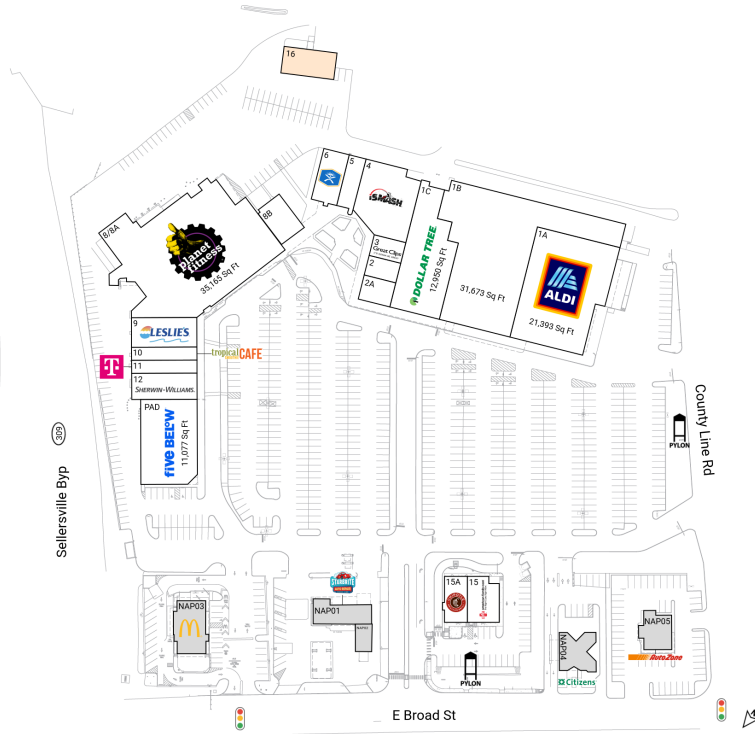 16
6
5
4
iSMASH
1C
1B
1A
8/8A
8B
planet
fitness
35,165 Sq Ft
3
Great Clips
2
2A
DOLLAR TREE
12,950 Sq Ft
31,673 Sq Ft
ALDI
21,393 Sq Ft
9
LESLIE'S
10
tropical CAFE
11
T
12
SHERWIN-WILLIAMS.
PAD
five BELOW
11,077 Sq Ft
309
Sellersville Byp
County Line Rd
PYLON
NAP03
NAP01
15A
15
NAP04
NAP05
AutoZone
Citizens
PYLON
E Broad St